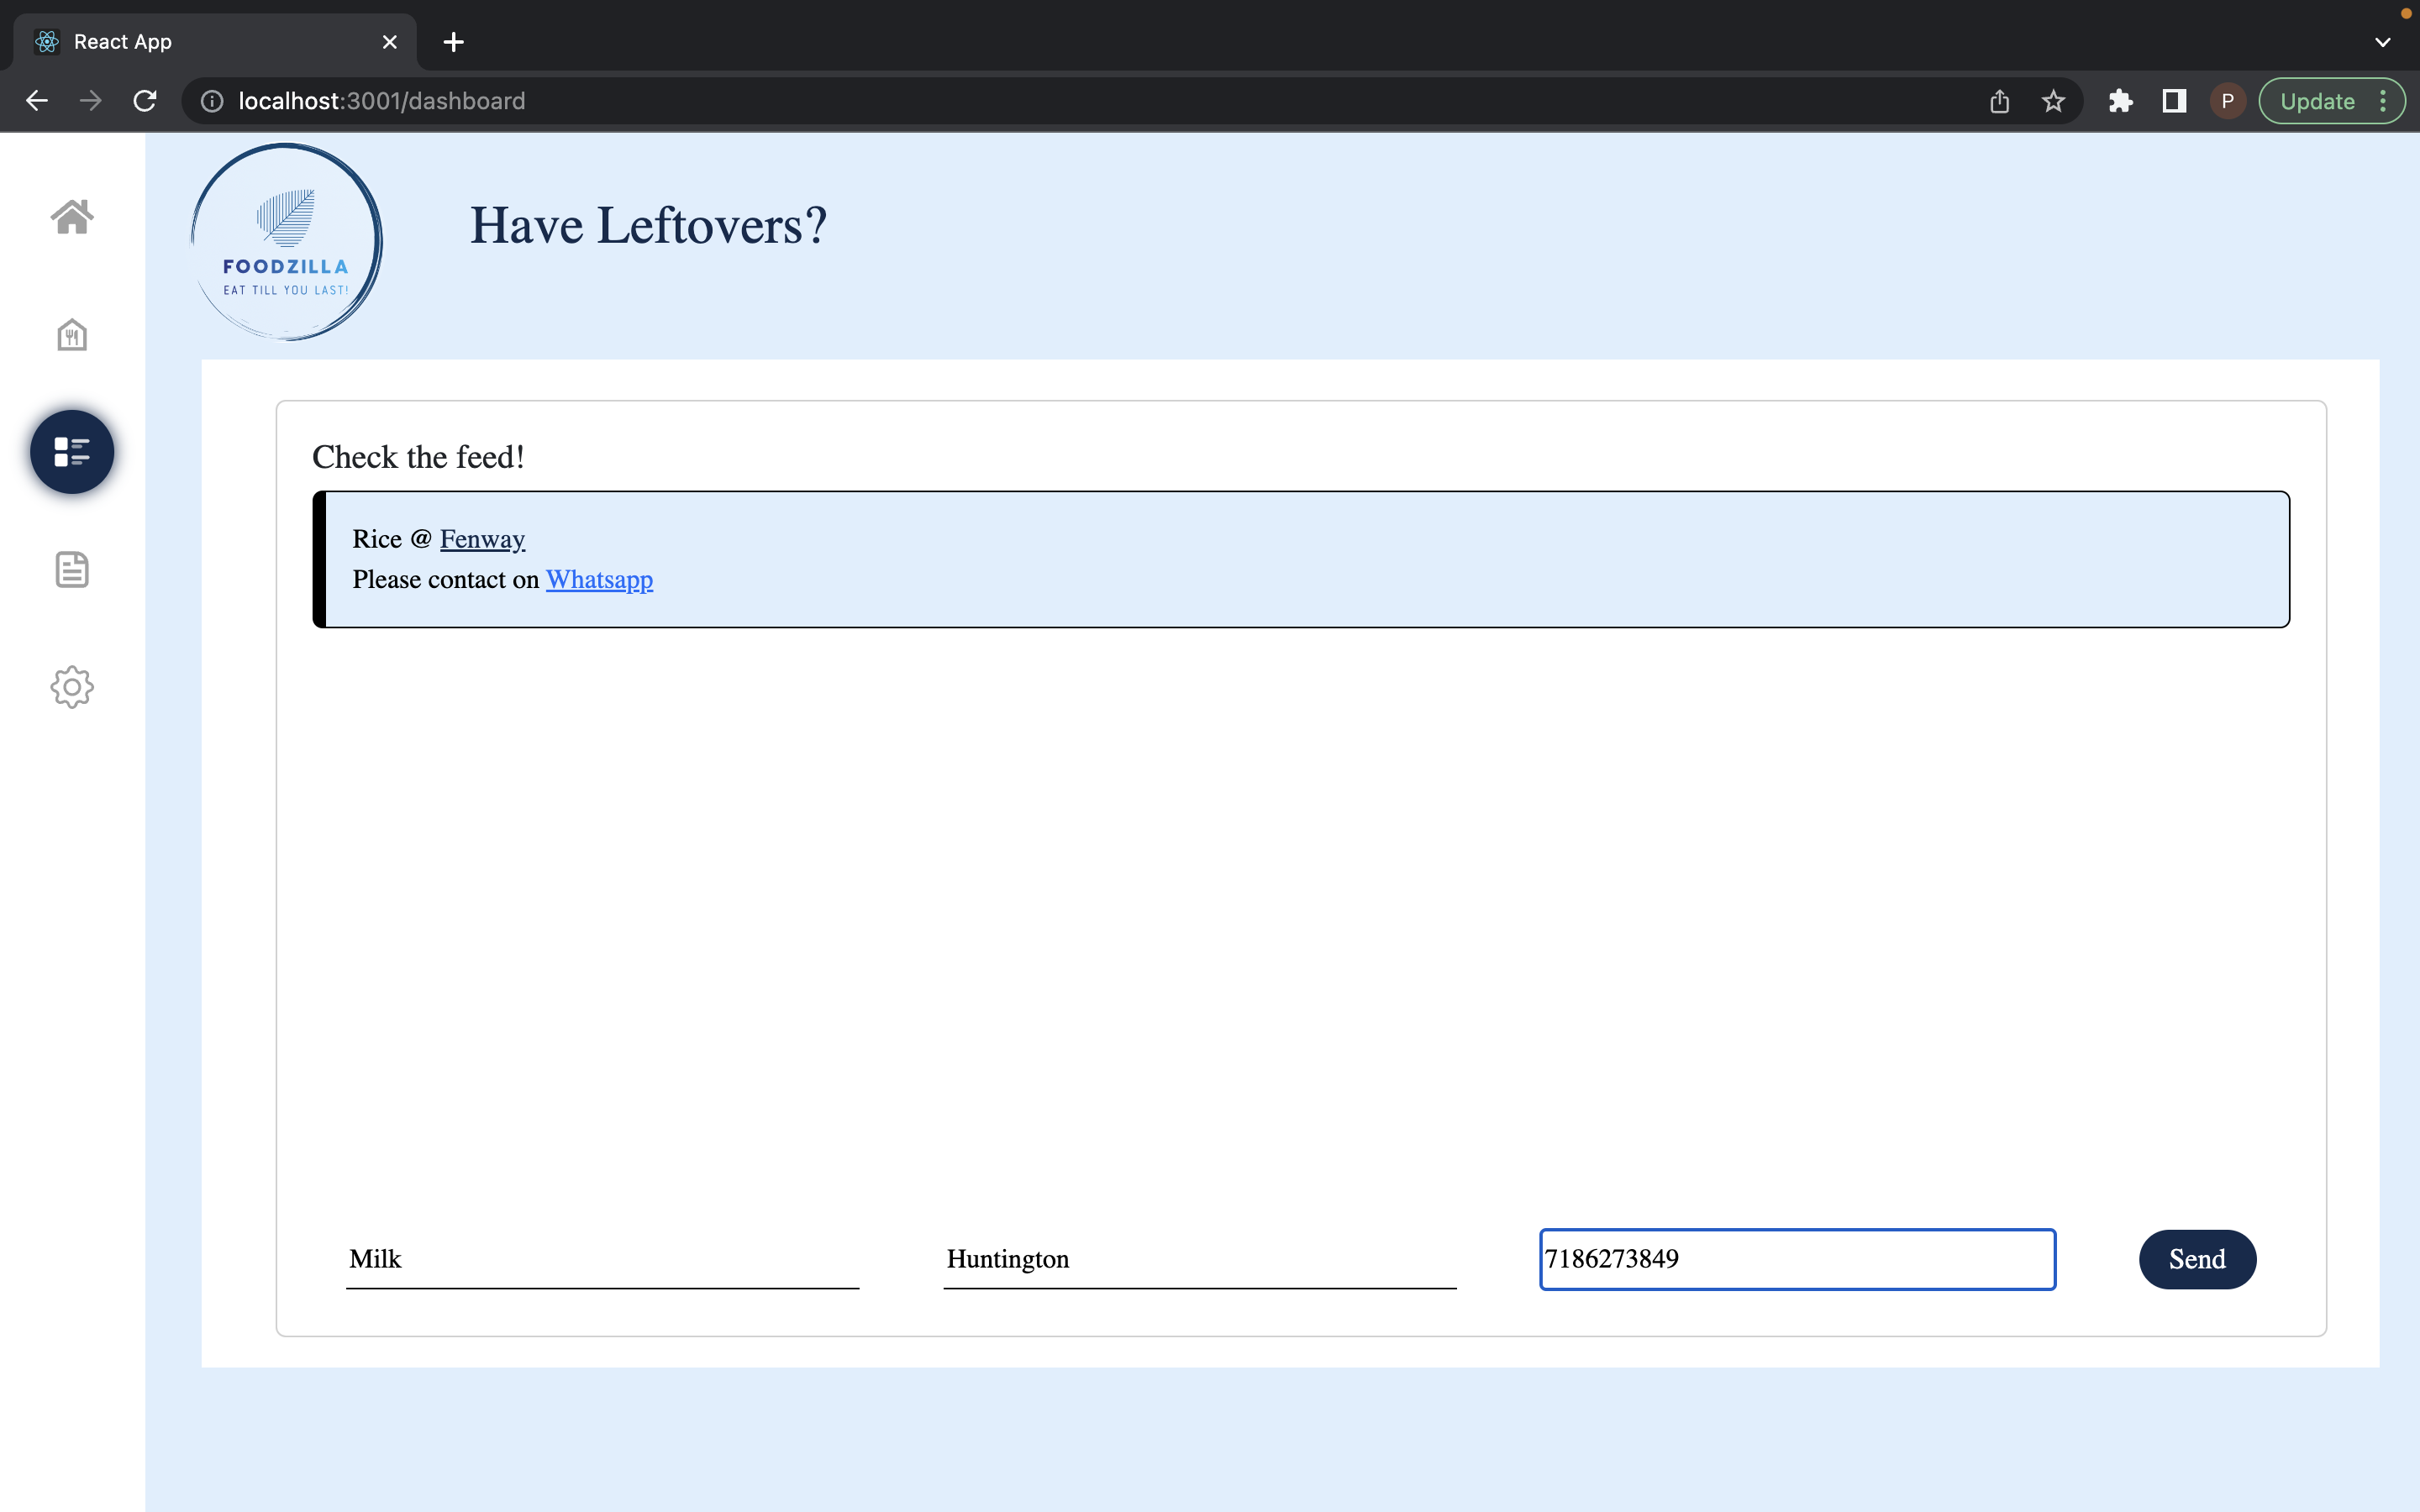 React App
localhost:3001/dashboard
P
Update
FOODZILLA
EAT TILL YOU LAST!
Have Leftovers?
Check the feed!
Rice @ Fenway
Please contact on Whatsapp
Milk
Huntington
7186273849
Send